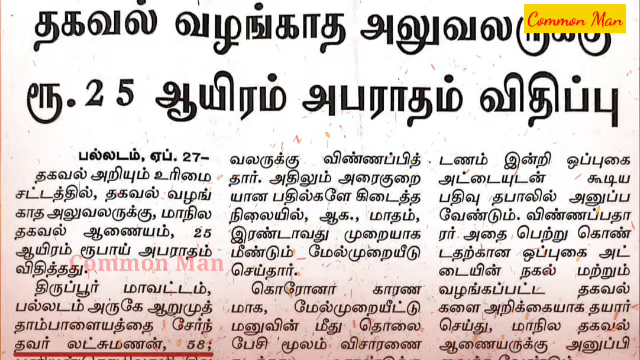 Common Man
தகவல் வழங்காத அலுவலருக்கு
ரூ.25 ஆயிரம் அபராதம் விதிப்பு
பல்லடம், ஏப். 27–
தகவல் அறியும் உரிமை
சட்டத்தில், தகவல் வழங்
காத அலுவலருக்கு, மாநில
தகவல் ஆணையம், 25
ஆயிரம் ரூபாய் அபராதம்
விதித்தது.
Common Man
திருப்பூர் மாவட்டம்,
பல்லடம் அருகே ஆறுமுத்
தாம்பாளையத்தை சேர்ந்
தவர் லட்சுமணன், 58;
வலருக்கு விண்ணப்பித்
தார். அதிலும் அரைகுறை
யான பதில்களே கிடைத்த
நிலையில், ஆக., மாதம்,
இரண்டாவது முறையாக
மீண்டும் மேல்முறையீடு
செய்தார்.
கொரோனா காரண
மாக, மேல்முறையீட்டு
மனுவின் மீது தொலை
பேசி மூலம் விசாரணை
டணம் இன்றி ஒப்புகை
அட்டையுடன் கூடிய
பதிவு தபாலில் அனுப்ப
வேண்டும். விண்ணப்பதா
ரர் அதை பெற்று கொண்
டதற்கான ஒப்புகை அட்
டையின் நகல் மற்றும்
வழங்கப்பட்ட தகவல்
களை அறிக்கையாக தயார்
செய்து, மாநில தகவல்
ஆணையருக்கு அனுப்பி